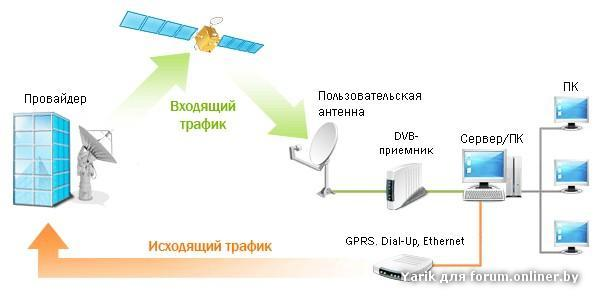 Провайдер
Входящий
трафик
Пользовательская
антенна
DVB-
приемник
Сервер/ПК
ПК
Исходящий трафик
GPRS. Dial-Up, Ethernet
Yarik для forum.onliner.by